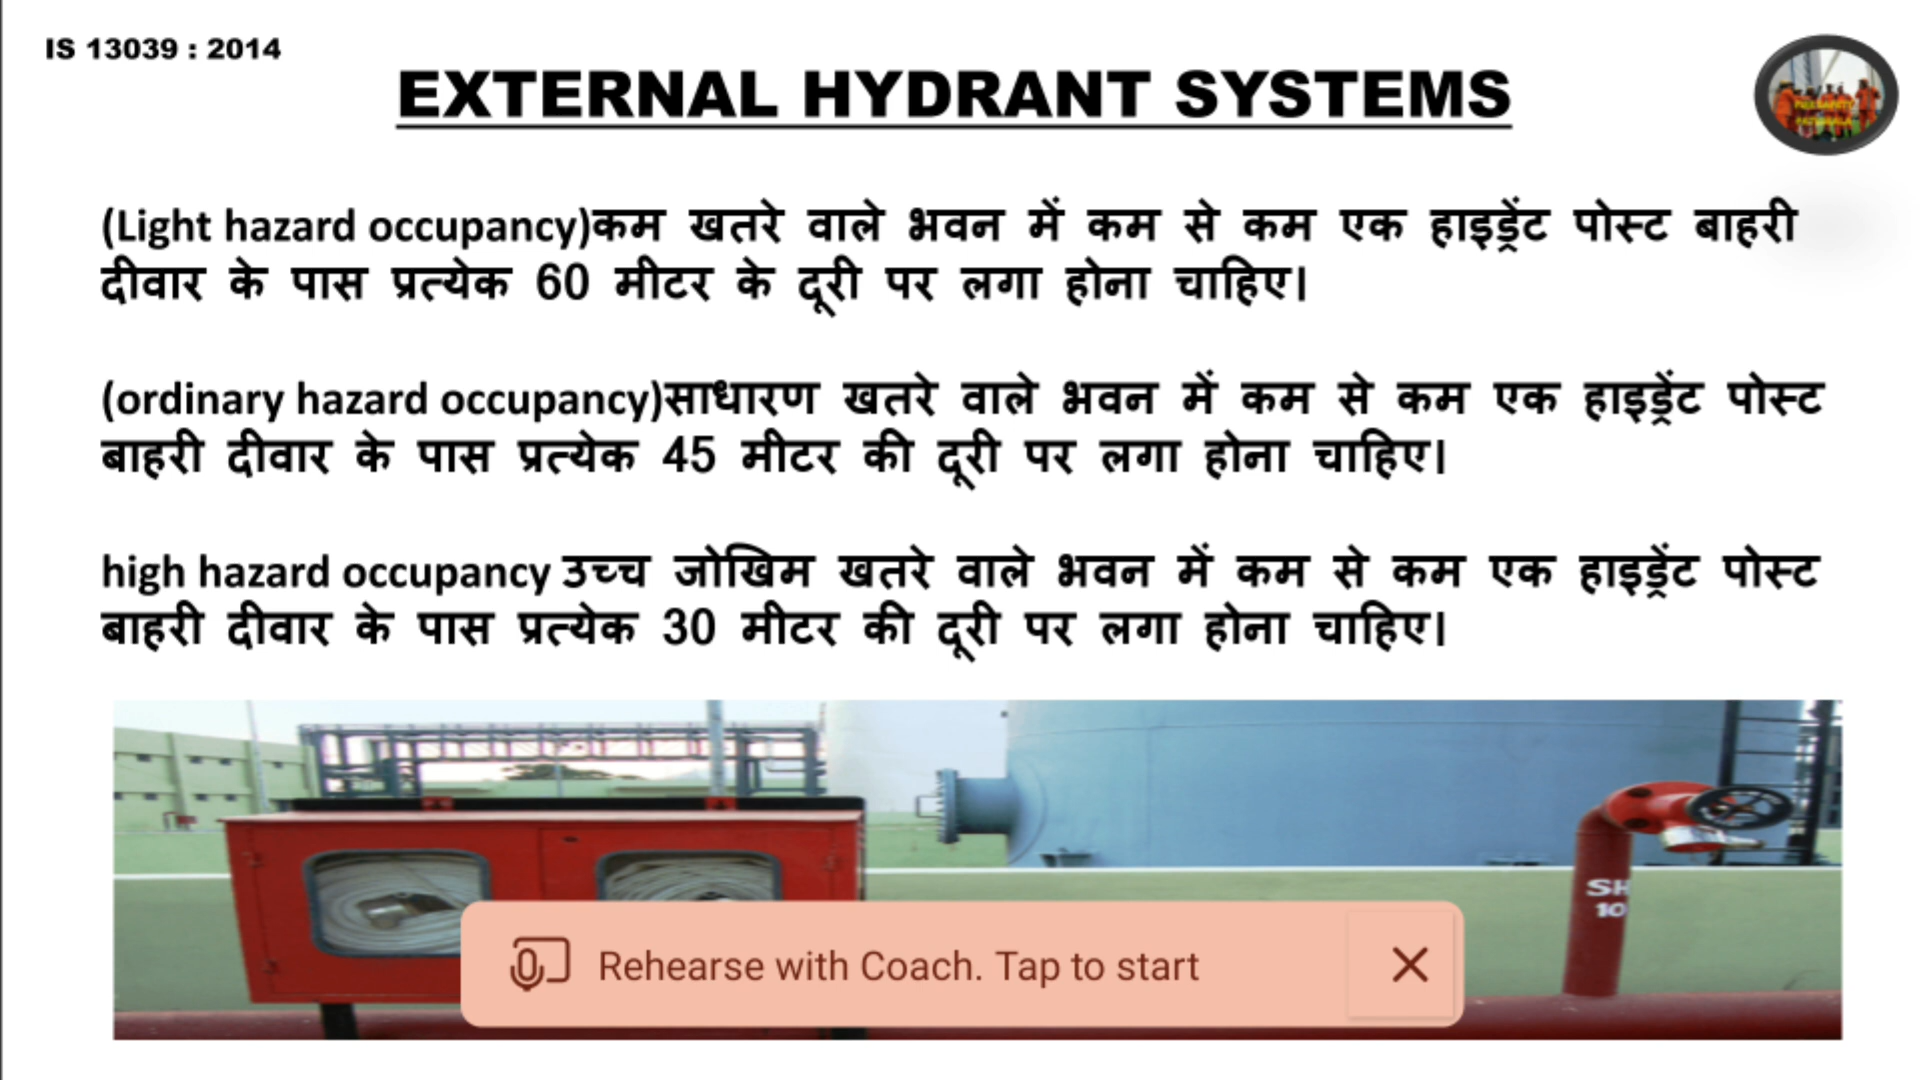 IS 13039 : 2014
EXTERNAL HYDRANT SYSTEMS
(Light hazard occupancy)कम खतरे वाले भवन में कम से कम एक हाइड्रेंट पोस्ट बाहरी
दीवार के पास प्रत्येक 60 मीटर के दूरी पर लगा होना चाहिए।
(ordinary hazard occupancy)साधारण खतरे वाले भवन में कम से कम एक हाइड्रेंट पोस्ट
बाहरी दीवार के पास प्रत्येक 45 मीटर की दूरी पर लगा होना चाहिए।
high hazard occupancy उच्च जोखिम खतरे वाले भवन में कम से कम एक हाइड्रेंट पोस्ट
बाहरी दीवार के पास प्रत्येक 30 मीटर की दूरी पर लगा होना चाहिए।
SH
10
Rehearse with Coach. Tap to start